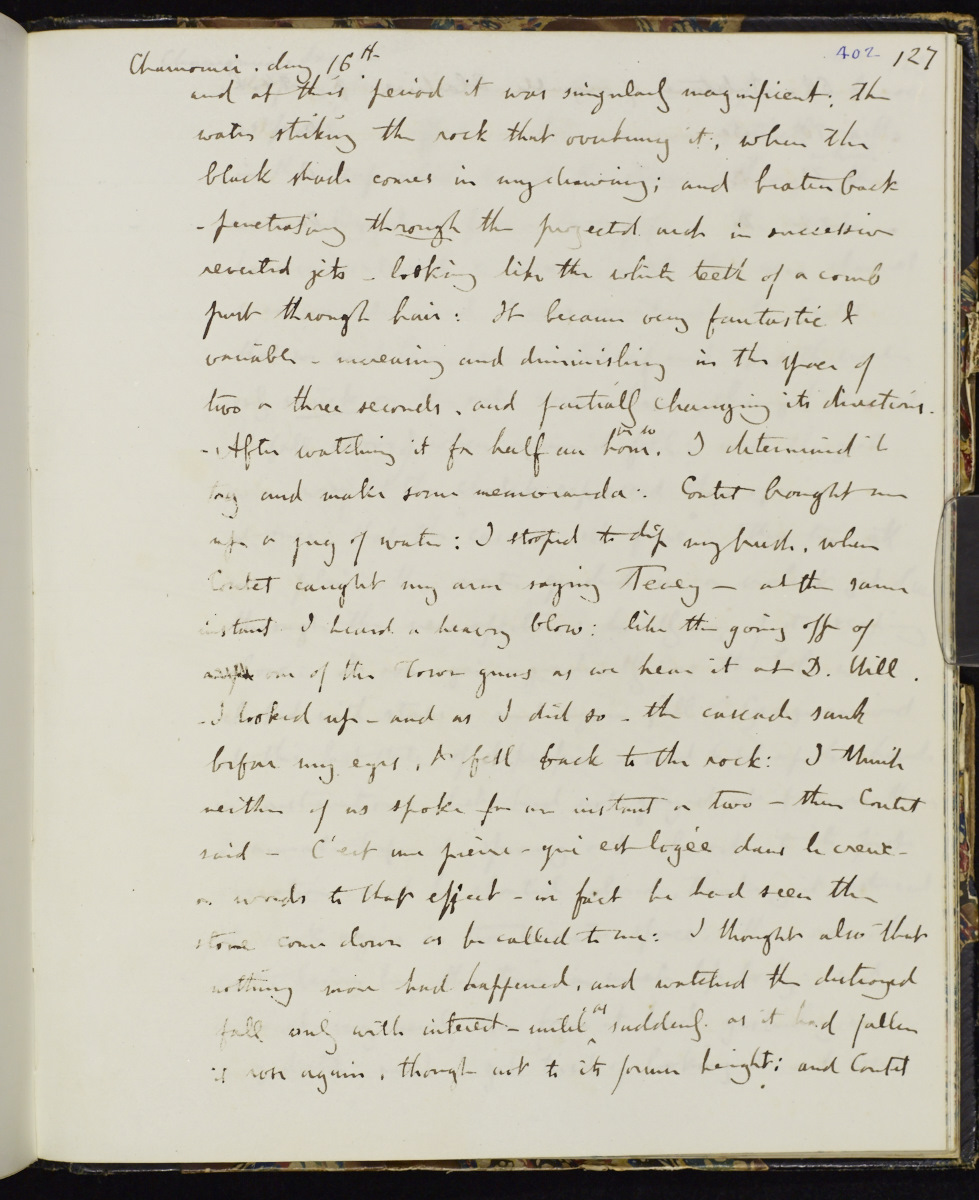 Chamouni. Aug 16th 402 127
and at this period it was singularly magnificent; the
water striking the rock that overhung it, where the
black shade comes in my drawing; and beaten back
- penetrating through the projected arch in successive
reverted jets - looking like the white teeth of a comb
put through hair: It became very fantastic &
variable - increasing and diminishing in the space of
two or three seconds, and partially changing its directions.
- After watching it for half an hour, or so I determined to
try and make some memoranda: Coutet brought me
up a jug of water: I stooped to dip my brush, when
Coutet caught my arm saying Tenez - at the same
instant I heard a heavy blow: like the going off of
one of the Tower guns as we hear it at D. Hill.
- I looked up - and as I did so - the cascade sank
before my eyes, & fell back to the rock: I think
neither of us spoke for an instant or two - then Coutet
said - C'est une pierre - qui est logée dans le creux -
or words to that effect - in fact he had seen the
stone come down as he called to me: I thought also that
nothing more had happened, and watched the destroyed
fall only with interest - until as suddenly as it had fallen
it rose again, though not to its former height; and Coutet